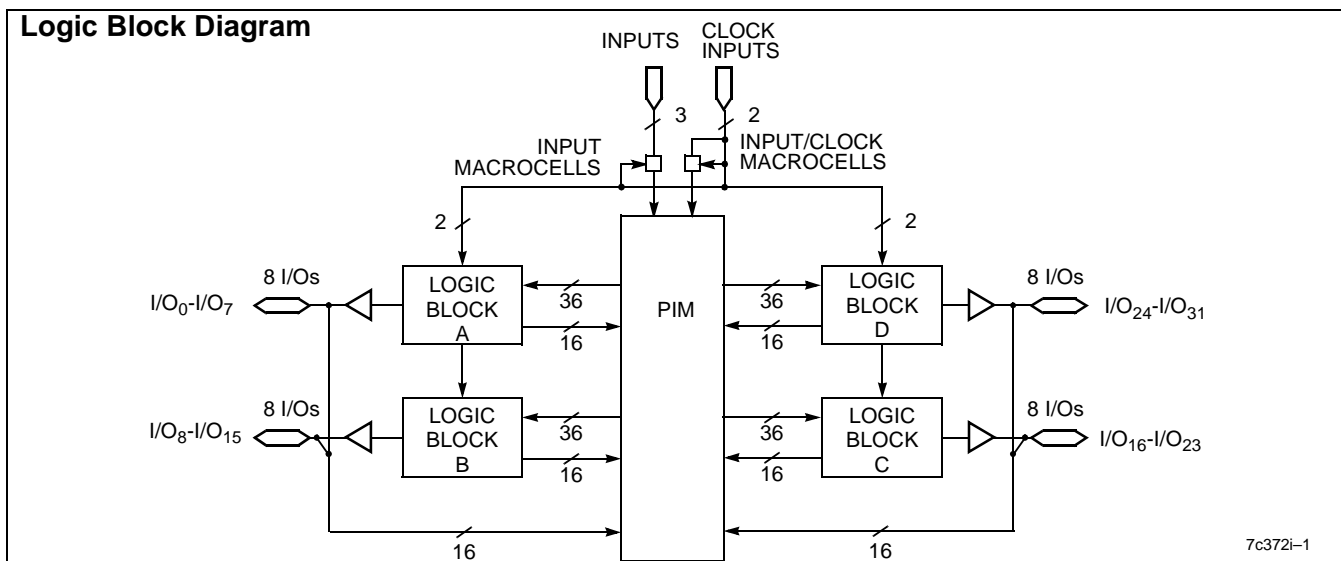 Logic Block Diagram
INPUTS
CLOCK
INPUTS
3
2
INPUT
MACROCELLS
INPUT/CLOCK
MACROCELLS
2
2
8 I/Os
I/O0-I/O7
LOGIC
BLOCK
A
36
16
PIM
36
16
LOGIC
BLOCK
D
8 I/Os
I/O24-I/O31
8 I/Os
I/O8-I/O15
LOGIC
BLOCK
B
36
16
36
16
LOGIC
BLOCK
C
8 I/Os
I/O16-I/O23
16
16
7c372i–1